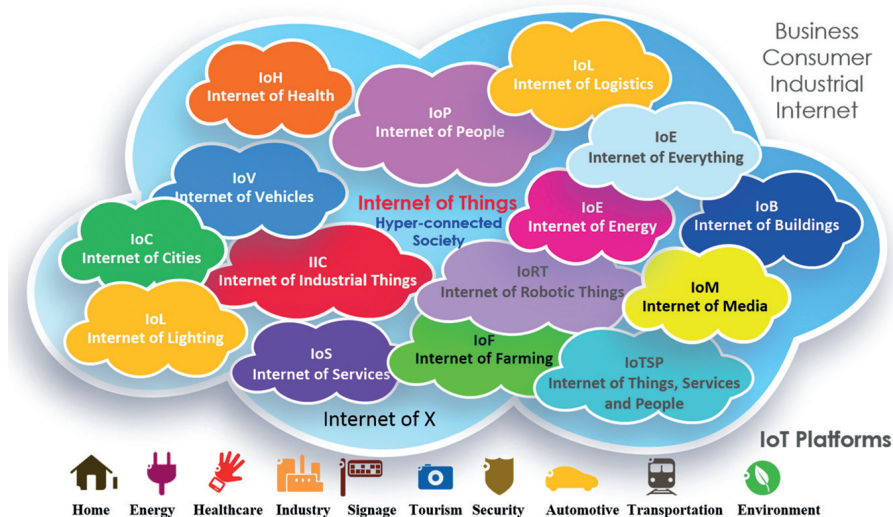 Business
Consumer
Industrial
Internet
IoH
Internet of Health
IoP
Internet of People
IoL
Internet of Logistics
IoE
Internet of Everything
IoV
Internet of Vehicles
Internet of Things
Hyper-connected
Society
IoE
Internet of Energy
IoB
Internet of Buildings
IoC
Internet of Cities
IIC
Internet of Industrial Things
IoRT
Internet of Robotic Things
IoM
Internet of Media
IoL
Internet of Lighting
IoS
Internet of Services
IoF
Internet of Farming
IoTSP
Internet of Things, Services
and People
Internet of X
IoT Platforms
Home Energy Healthcare Industry Signage Tourism Security Automotive Transportation Environment